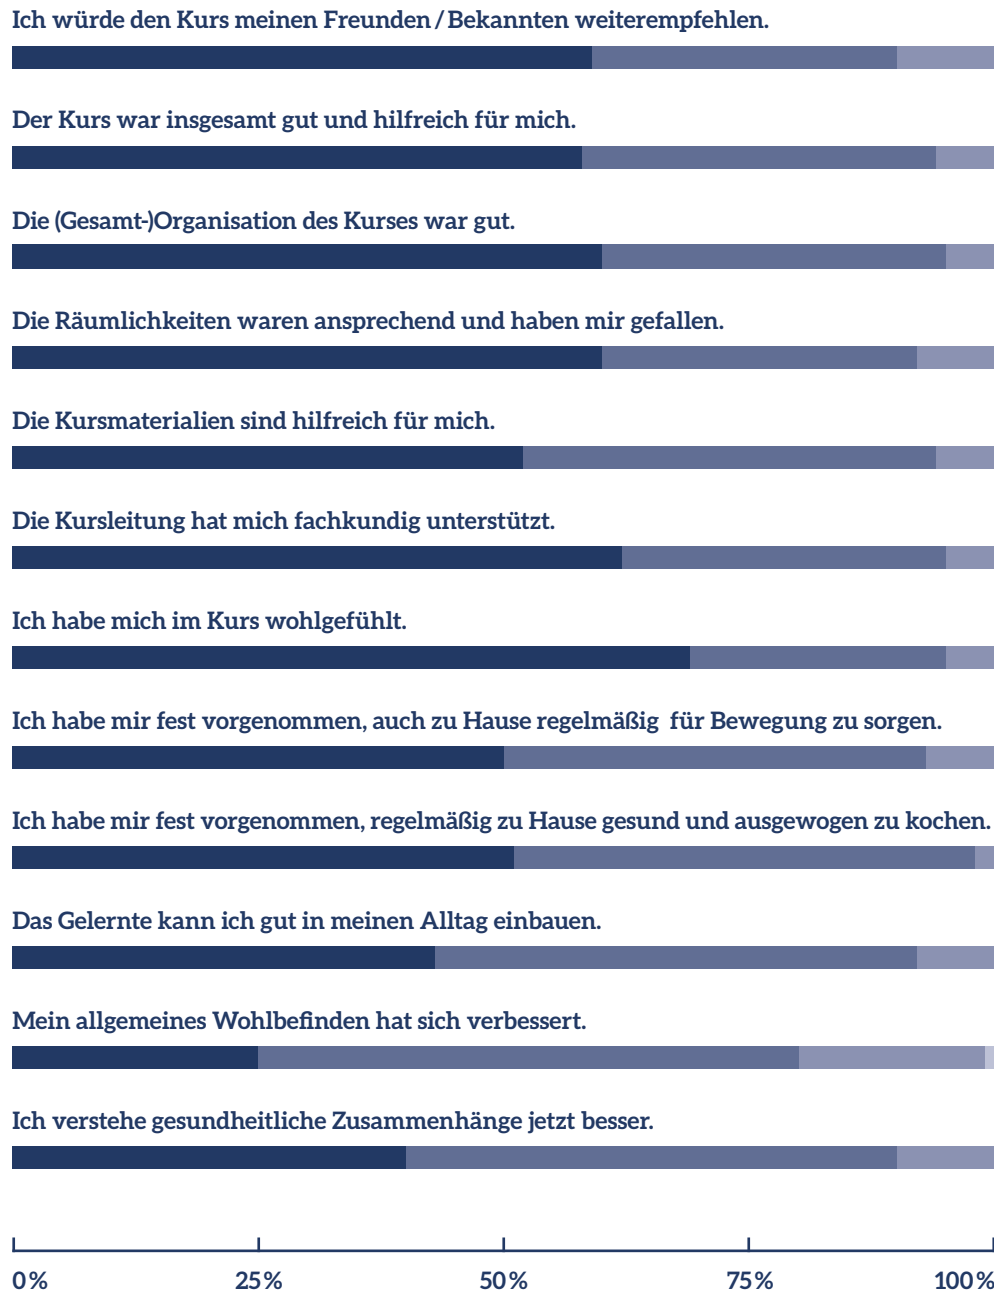 Ich würde den Kurs meinen Freunden / Bekannten weiterempfehlen.
Der Kurs war insgesamt gut und hilfreich für mich.
Die (Gesamt-)Organisation des Kurses war gut.
Die Räumlichkeiten waren ansprechend und haben mir gefallen.
Die Kursmaterialien sind hilfreich für mich.
Die Kursleitung hat mich fachkundig unterstützt.
Ich habe mich im Kurs wohlgefühlt.
Ich habe mir fest vorgenommen, auch zu Hause regelmäßig für Bewegung zu sorgen.
Ich habe mir fest vorgenommen, regelmäßig zu Hause gesund und ausgewogen zu kochen.
Das Gelernte kann ich gut in meinen Alltag einbauen.
Mein allgemeines Wohlbefinden hat sich verbessert.
Ich verstehe gesundheitliche Zusammenhänge jetzt besser.
0 % 25 % 50 % 75 % 100 %